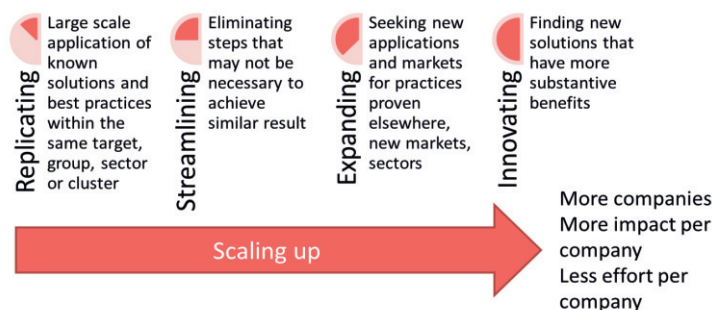 Replicating
Large scale
application of
known
solutions and
best practices
within the
same target,
group, sector
or cluster
Streamlining
Eliminating
steps that
may not be
necessary to
achieve
similar result
Expanding
Seeking new
applications
and markets
for practices
proven
elsewhere,
new markets,
sectors
Innovating
Finding new
solutions that
have more
substantive
benefits
Scaling up
More companies
More impact per
company
Less effort per
company